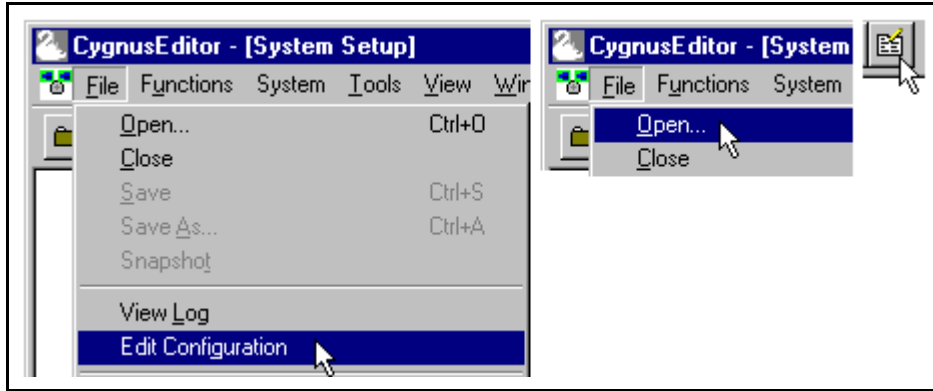 CygnusEditor - [System Setup]
File Functions System Tools View Win
Open... Ctrl+O
Close
Save Ctrl+S
Save As... Ctrl+A
Snapshot
View Log
Edit Configuration
CygnusEditor - [System
File Functions System
Open...
Close